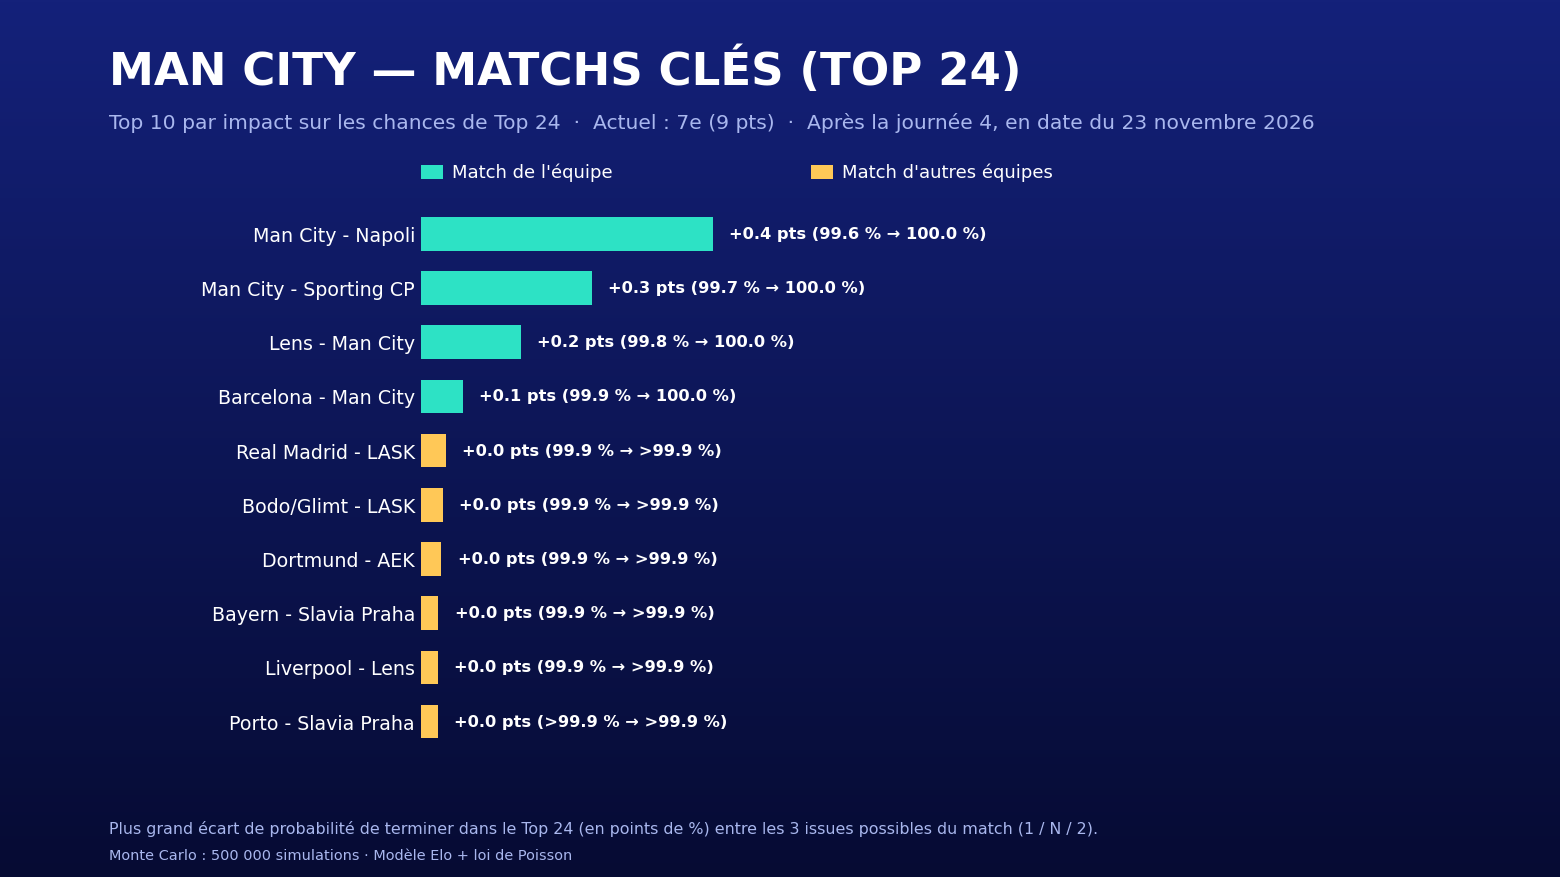 MAN CITY — MATCHS CLÉS (TOP 24)
Top 10 par impact sur les chances de Top 24 · Actuel : 7e (9 pts) · Après la journée 4, en date du 23 novembre 2026
Match de l'équipe
Match d'autres équipes
Man City - Napoli +0.4 pts (99.6 % → 100.0 %)
Man City - Sporting CP +0.3 pts (99.7 % → 100.0 %)
Lens - Man City +0.2 pts (99.8 % → 100.0 %)
Barcelona - Man City +0.1 pts (99.9 % → 100.0 %)
Real Madrid - LASK +0.0 pts (99.9 % → >99.9 %)
Bodo/Glimt - LASK +0.0 pts (99.9 % → >99.9 %)
Dortmund - AEK +0.0 pts (99.9 % → >99.9 %)
Bayern - Slavia Praha +0.0 pts (99.9 % → >99.9 %)
Liverpool - Lens +0.0 pts (99.9 % → >99.9 %)
Porto - Slavia Praha +0.0 pts (>99.9 % → >99.9 %)
Plus grand écart de probabilité de terminer dans le Top 24 (en points de %) entre les 3 issues possibles du match (1 / N / 2).
Monte Carlo : 500 000 simulations · Modèle Elo + loi de Poisson